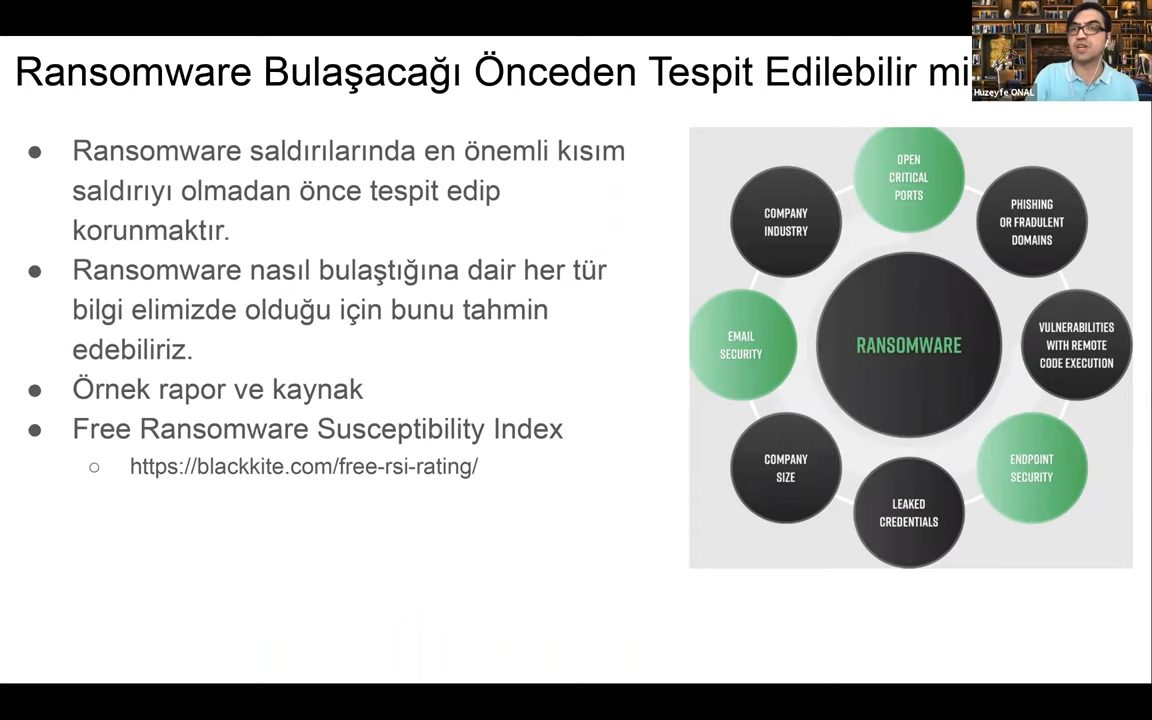 Ransomware Bulaşacağı Önceden Tespit Edilebilir mi
Huzeyfe ONAL
● Ransomware saldırılarında en önemli kısım
saldırıyı olmadan önce tespit edip
korunmaktır.
● Ransomware nasıl bulaştığına dair her tür
bilgi elimizde olduğu için bunu tahmin
edebiliriz.
● Örnek rapor ve kaynak
● Free Ransomware Susceptibility Index
○ https://blackkite.com/free-rsi-rating/
OPEN
CRITICAL
PORTS
PHISHING
OR FRADULENT
DOMAINS
VULNERABILITIES
WITH REMOTE
CODE EXECUTION
ENDPOINT
SECURITY
LEAKED
CREDENTIALS
COMPANY
SIZE
EMAIL
SECURITY
COMPANY
INDUSTRY
RANSOMWARE